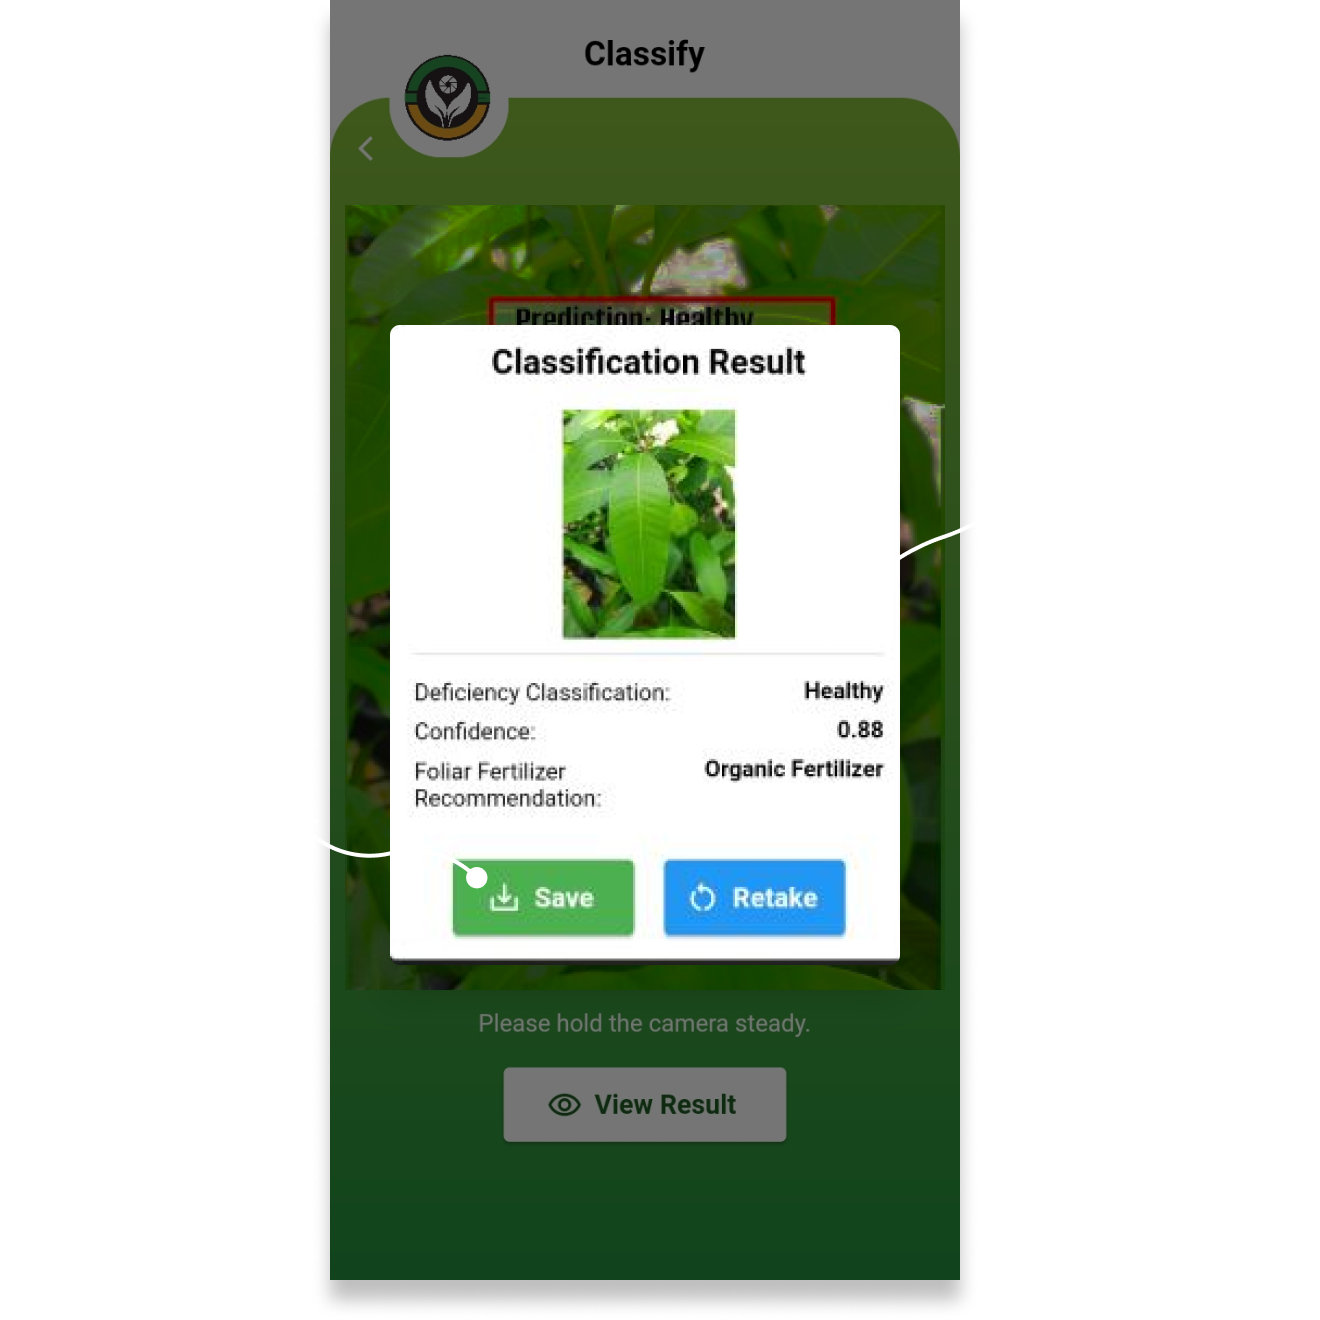 Classify
Prediction: Healthy
Classification Result
Deficiency Classification: Healthy
Confidence: 0.88
Foliar Fertilizer Organic Fertilizer
Recommendation:
Save Retake
Please hold the camera steady.
View Result